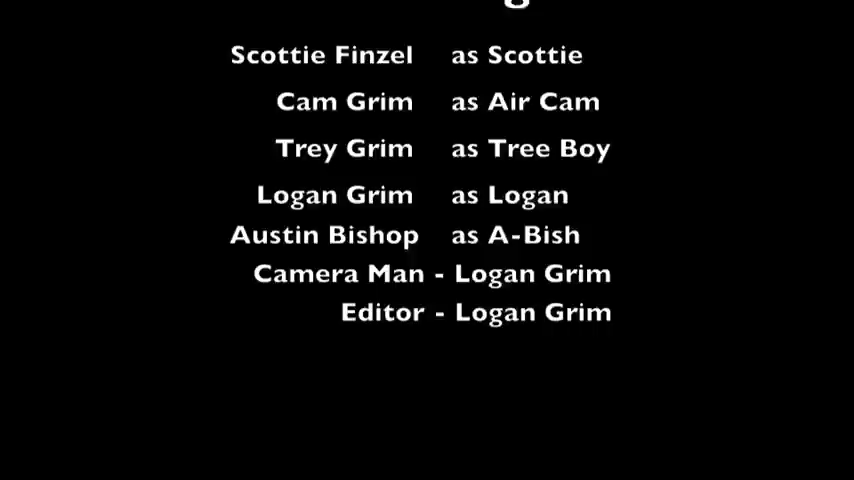 Scottie Finzel as Scottie
Cam Grim as Air Cam
Trey Grim as Tree Boy
Logan Grim as Logan
Austin Bishop as A-Bish
Camera Man - Logan Grim
Editor - Logan Grim